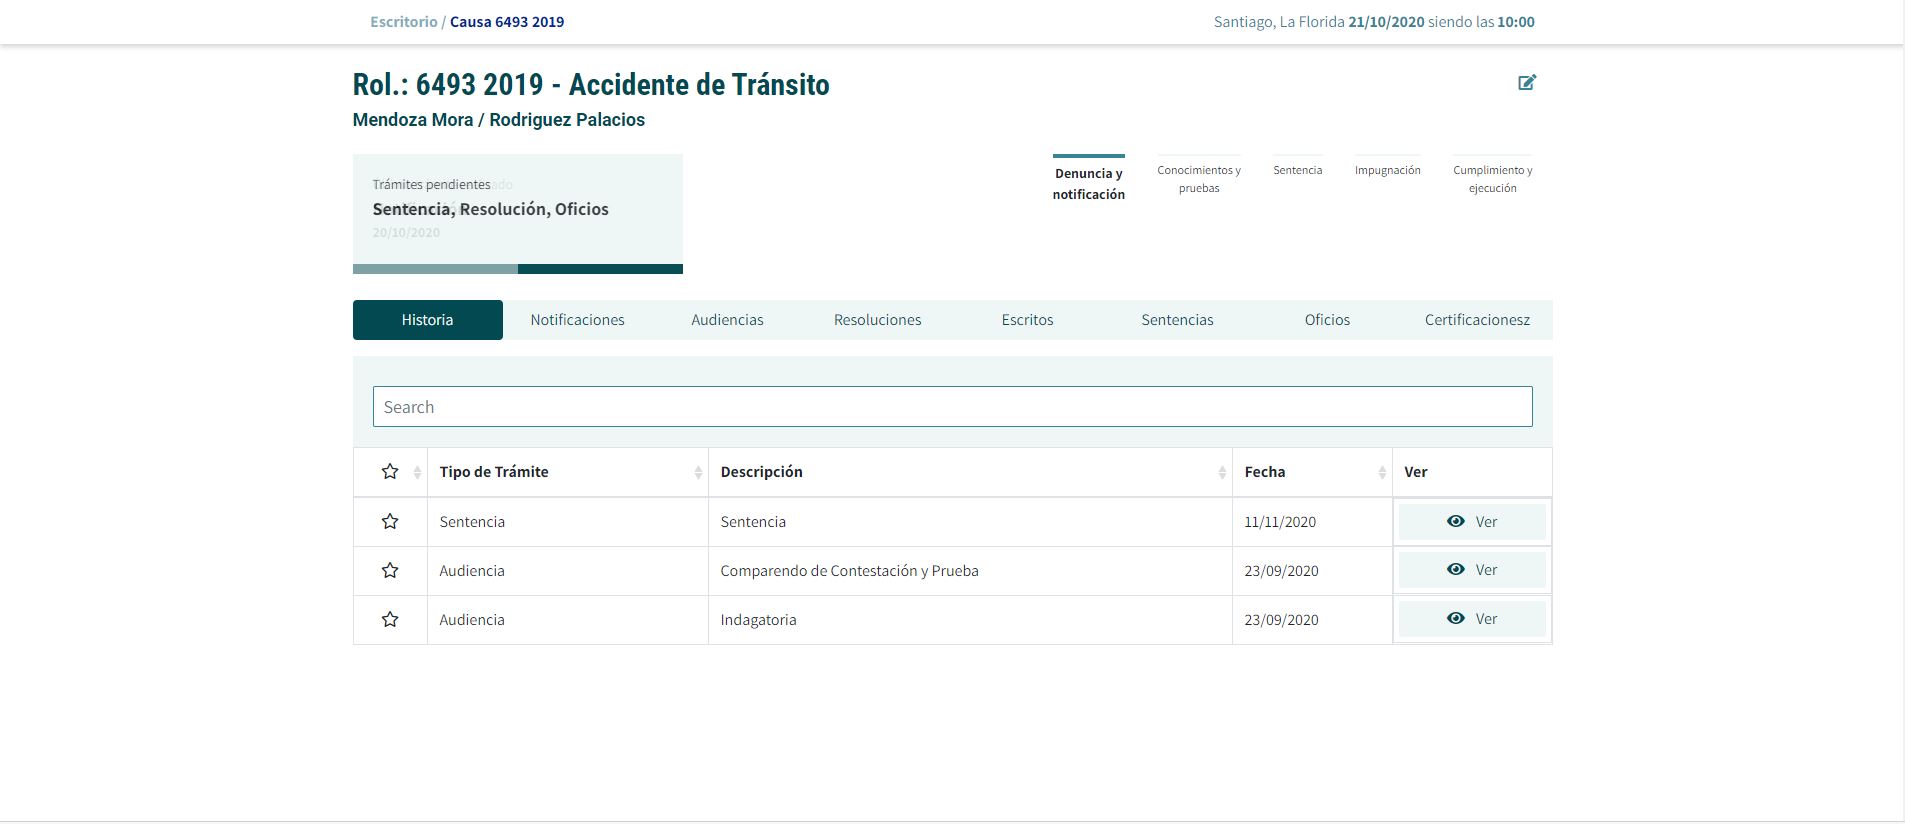 Escritorio / Causa 6493 2019
Santiago, La Florida 21/10/2020 siendo las 10:00
Rol.: 6493 2019 - Accidente de Tránsito
Mendoza Mora / Rodriguez Palacios
Trámites pendientes
Sentencia, Resolución, Oficios
20/10/2020
Denuncia y
notificación
Conocimientos y
pruebas
Sentencia
Impugnación
Cumplimiento y
ejecución
Historia Notificaciones Audiencias Resoluciones Escritos Sentencias Oficios Certificacionesz
Search
Tipo de Trámite Descripción Fecha Ver
Sentencia Sentencia 11/11/2020 Ver
Audiencia Comparendo de Contestación y Prueba 23/09/2020 Ver
Audiencia Indagatoria 23/09/2020 Ver